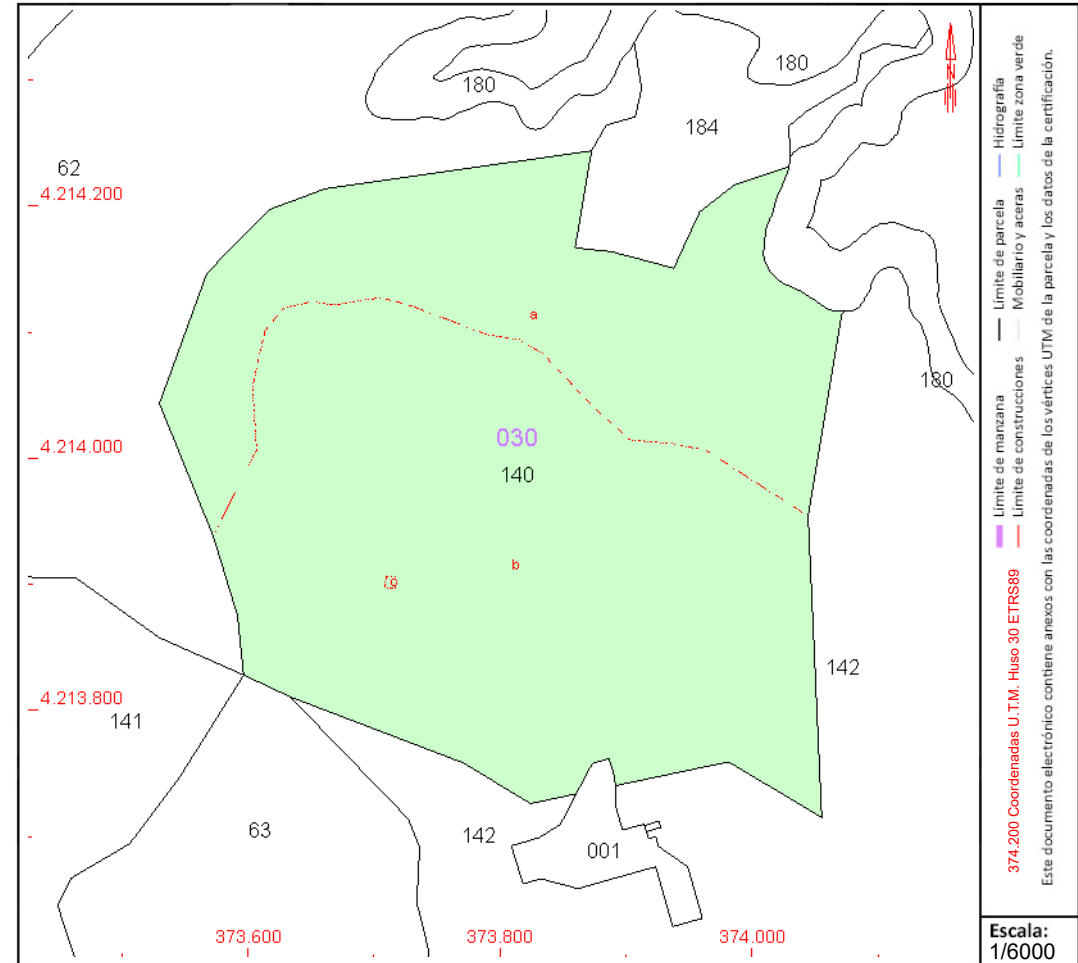 180
180
184
62
4.214.200
a
180
030
4.214.000
140
b
142
4.213.800
141
63
142
001
373.600
373.800
374.000
N
Hidrografía
Límite zona verde
Límite de parcela
Mobiliario y aceras
Límite de manzana
Límite de construcciones
374.200 Coordenadas U.T.M. Huso 30 ETRS89
Este documento electrónico contiene anexos con las coordenadas de los vértices UTM de la parcela y los datos de la certificación.
Escala:
1/6000